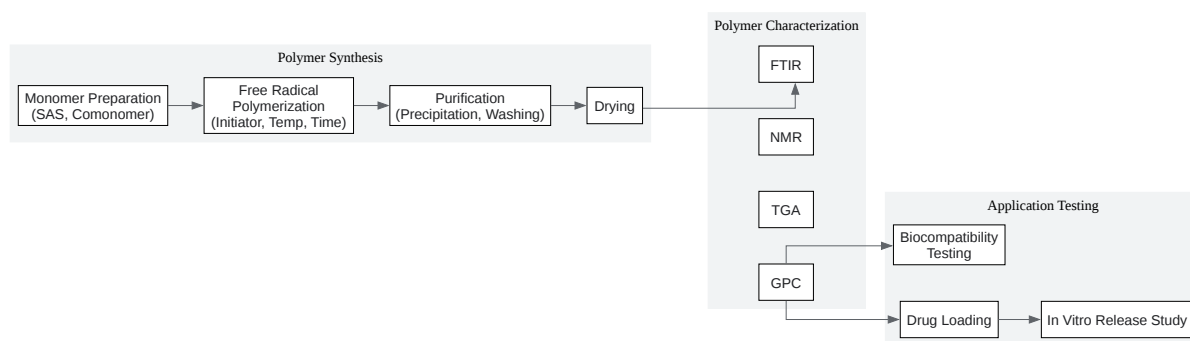 Polymer Synthesis
Monomer Preparation
(SAS, Comonomer)
Free Radical
Polymerization
(Initiator, Temp, Time)
Purification
(Precipitation, Washing)
Drying
Polymer Characterization
FTIR
NMR
TGA
GPC
Application Testing
Biocompatibility
Testing
Drug Loading
In Vitro Release Study